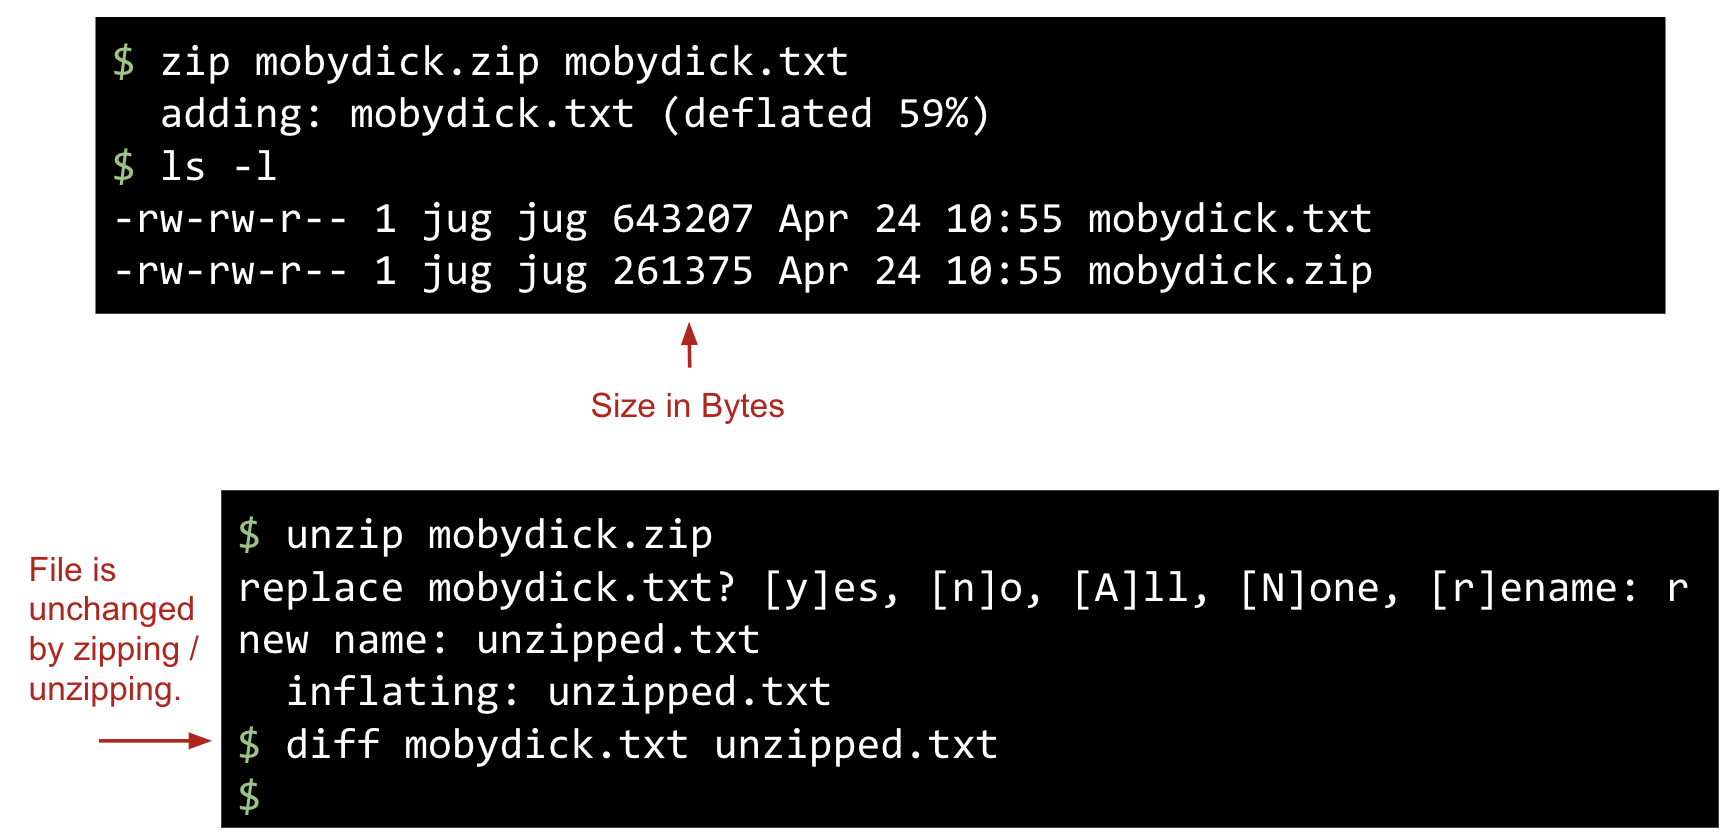 $ zip mobydick.zip mobydick.txt
adding: mobydick.txt (deflated 59%)
$ ls -l
-rw-rw-r-- 1 jug jug 643207 Apr 24 10:55 mobydick.txt
-rw-rw-r-- 1 jug jug 261375 Apr 24 10:55 mobydick.zip
Size in Bytes
File is
unchanged
by zipping /
unzipping.
$ unzip mobydick.zip
replace mobydick.txt? [y]es, [n]o, [A]ll, [N]one, [r]ename: r
new name: unzipped.txt
inflating: unzipped.txt
$ diff mobydick.txt unzipped.txt
$